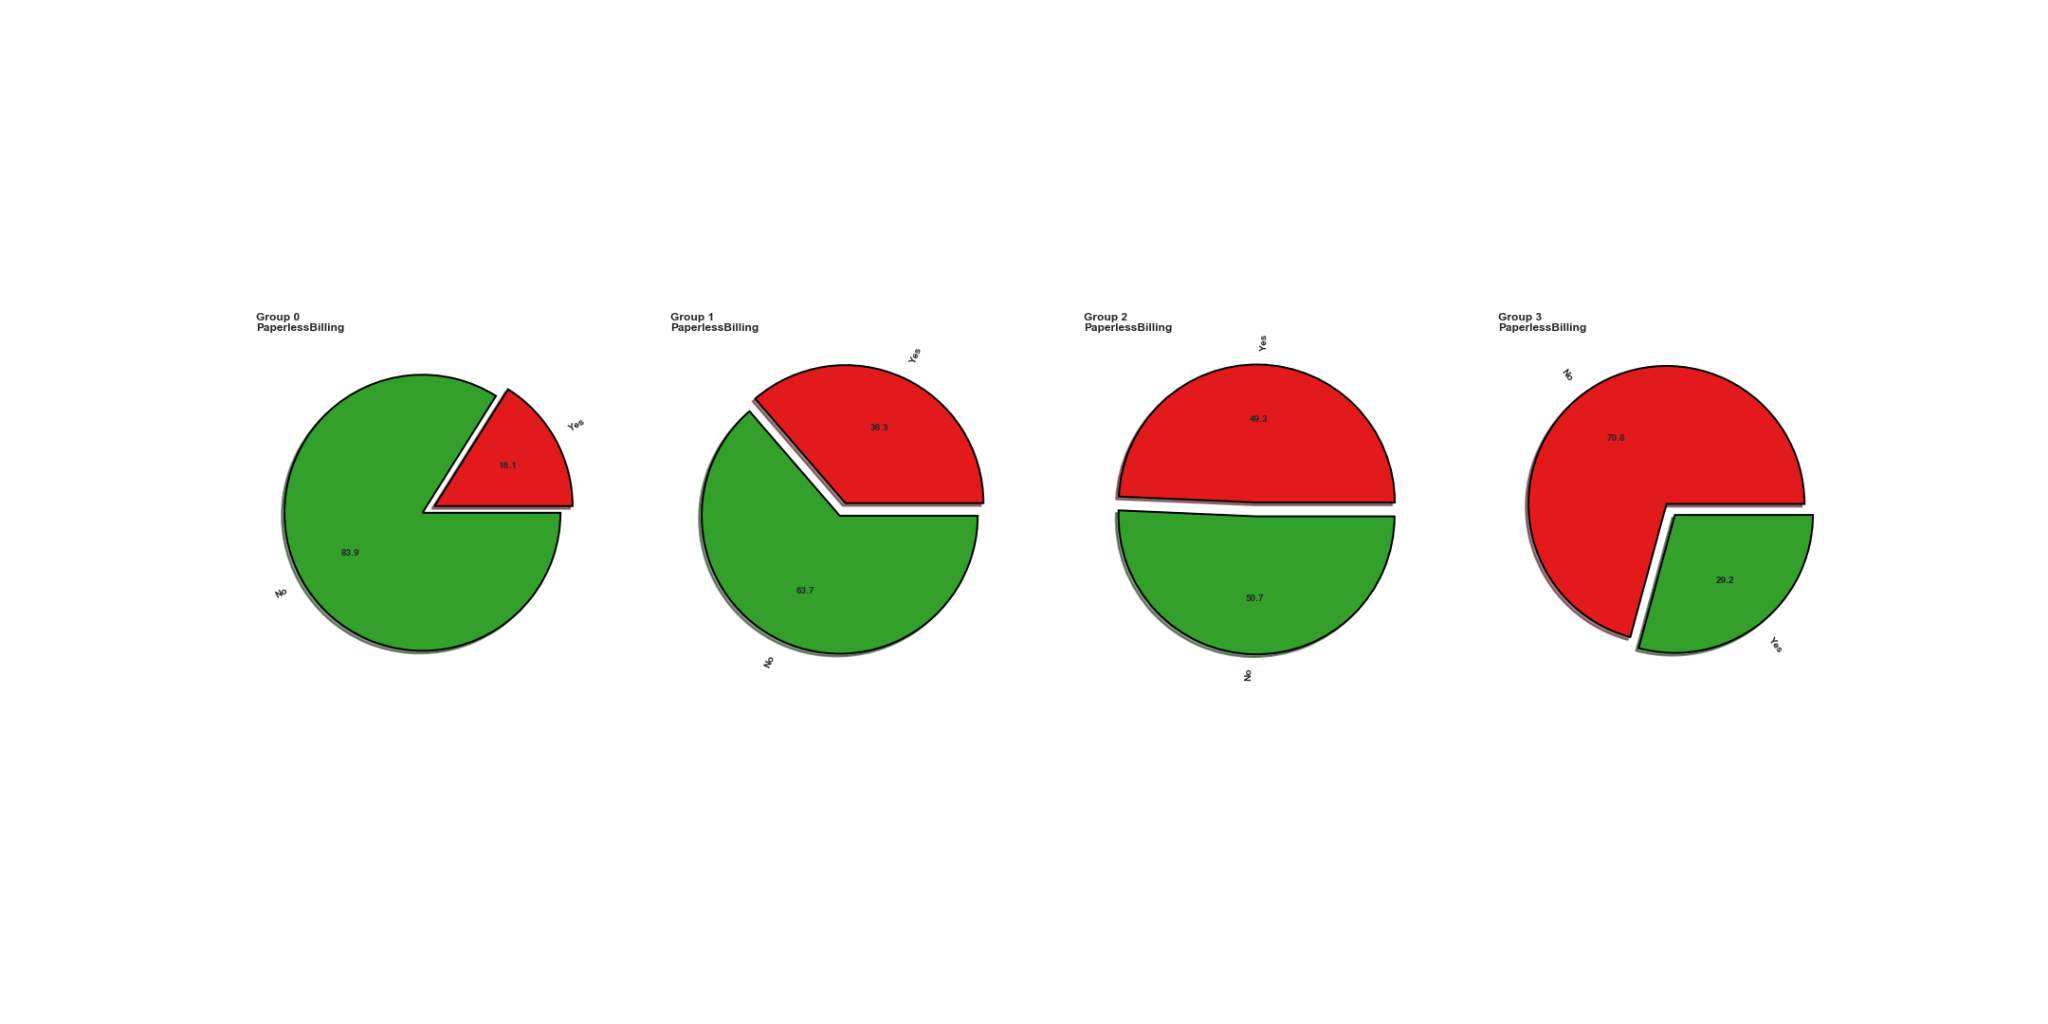 Group 0
PaperlessBilling
Yes
16.1
83.9
No
Group 1
PaperlessBilling
Yes
36.3
63.7
No
Group 2
PaperlessBilling
Yes
49.3
50.7
No
Group 3
PaperlessBilling
No
70.8
29.2
Yes